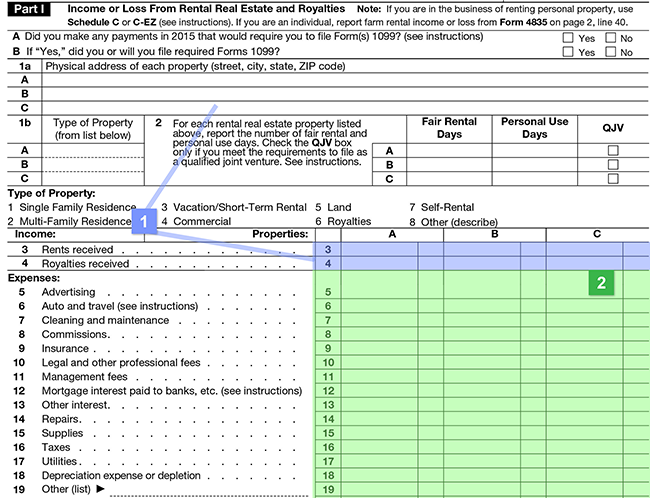 Part I Income or Loss From Rental Real Estate and Royalties Note: If you are in the business of renting personal property, use
Schedule C or C-EZ (see instructions). If you are an individual, report farm rental income or loss from Form 4835 on page 2, line 40.
A Did you make any payments in 2015 that would require you to file Form(s) 1099? (see instructions) Yes No
B If "Yes," did you or will you file required Forms 1099? Yes No
1a Physical address of each property (street, city, state, ZIP code)
A
B
C
1b Type of Property (from list below) 2 For each rental real estate property listed above, report the number of fair rental and personal use days. Check the QJV box only if you meet the requirements to file as a qualified joint venture. See instructions. Fair Rental Days Personal Use Days QJV
A A
B B
C C
Type of Property:
1 Single Family Residence 3 Vacation/Short-Term Rental 5 Land 7 Self-Rental
2 Multi-Family Residence 4 Commercial 6 Royalties 8 Other (describe)
1
Income: Properties: A B C
3 Rents received . . . . . . . . . . . . . 3
4 Royalties received . . . . . . . . . . . . 4
Expenses:
2
5 Advertising . . . . . . . . . . . . . . 5
6 Auto and travel (see instructions) . . . . . . . 6
7 Cleaning and maintenance . . . . . . . . . 7
8 Commissions. . . . . . . . . . . . . . 8
9 Insurance . . . . . . . . . . . . . . . 9
10 Legal and other professional fees . . . . . . . 10
11 Management fees . . . . . . . . . . . . 11
12 Mortgage interest paid to banks, etc. (see instructions) 12
13 Other interest. . . . . . . . . . . . . . 13
14 Repairs. . . . . . . . . . . . . . . . 14
15 Supplies . . . . . . . . . . . . . . . 15
16 Taxes . . . . . . . . . . . . . . . . 16
17 Utilities . . . . . . . . . . . . . . . . 17
18 Depreciation expense or depletion . . . . . . . 18
19 Other (list) ▶ 19